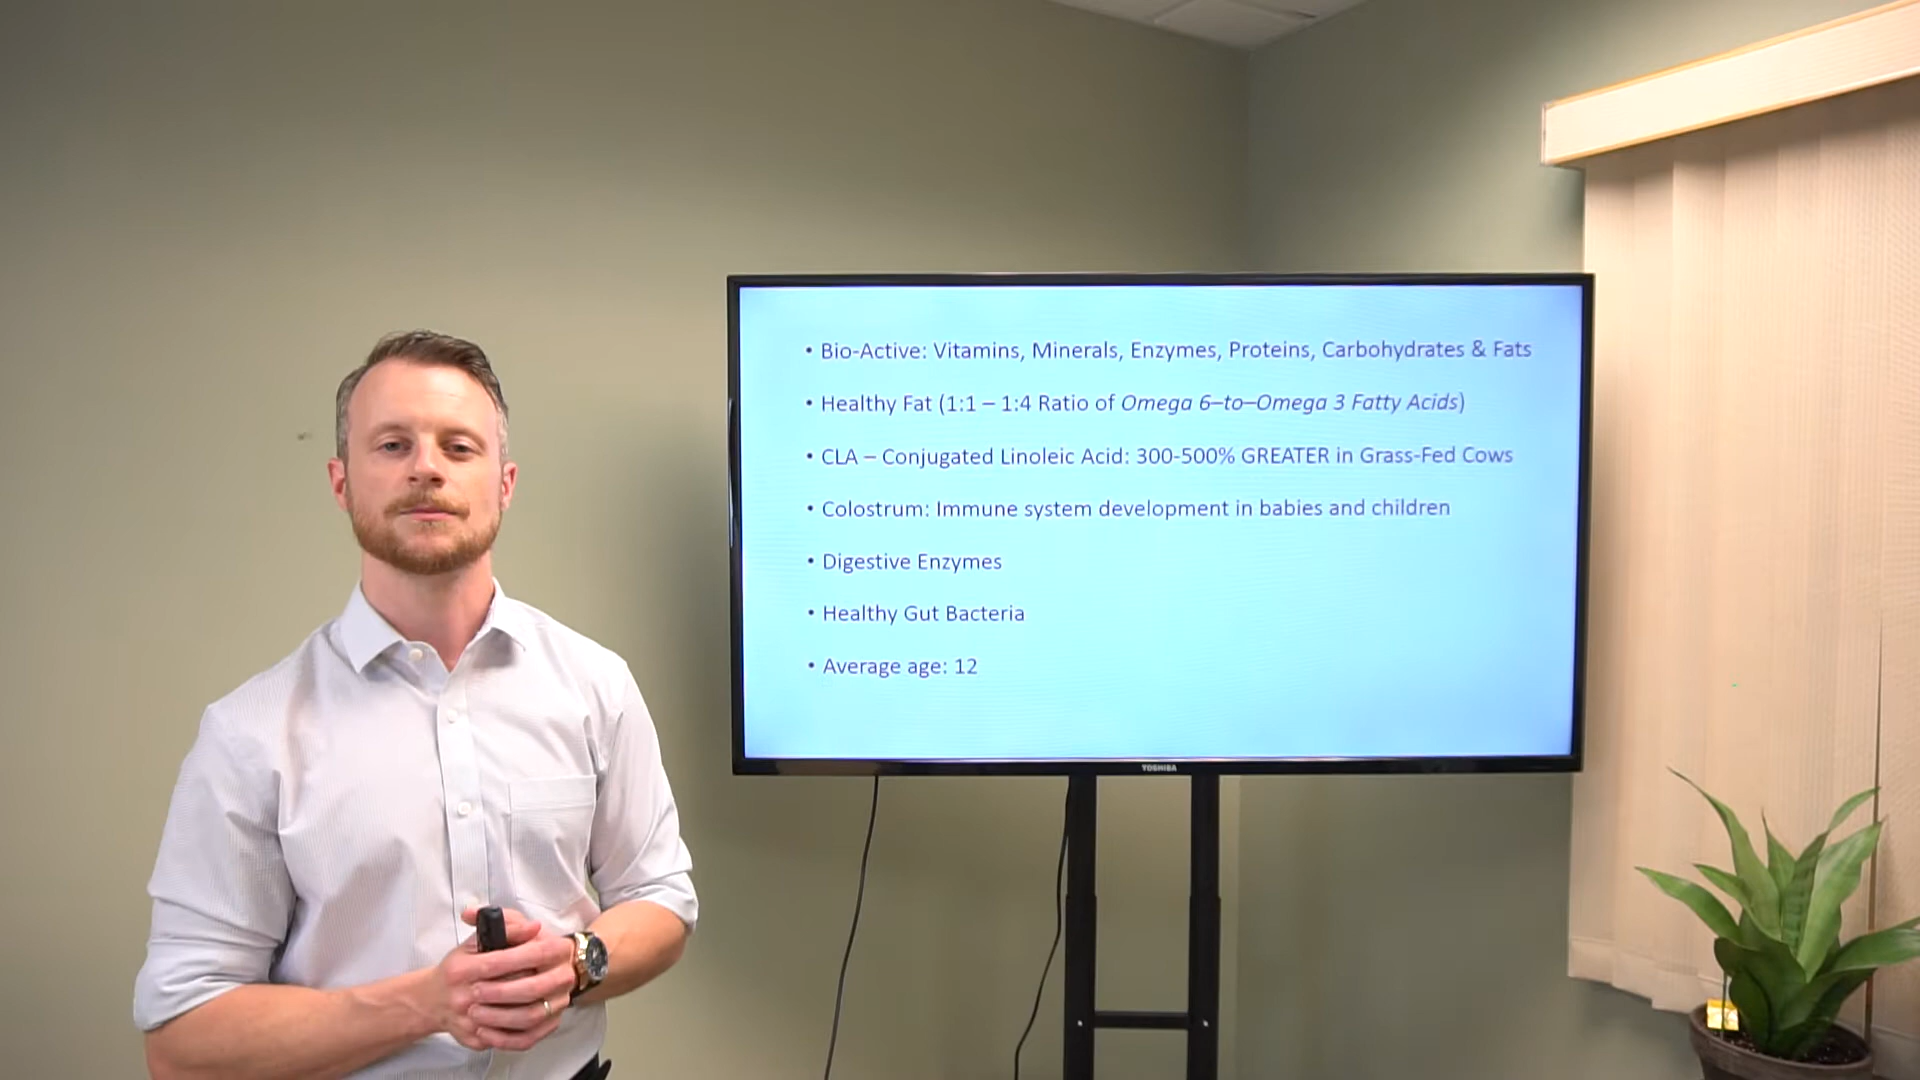 • Bio-Active: Vitamins, Minerals, Enzymes, Proteins, Carbohydrates & Fats
• Healthy Fat (1:1 – 1:4 Ratio of Omega 6–to–Omega 3 Fatty Acids)
• CLA – Conjugated Linoleic Acid: 300-500% GREATER in Grass-Fed Cows
• Colostrum: Immune system development in babies and children
• Digestive Enzymes
• Healthy Gut Bacteria
• Average age: 12
TOSHIBA